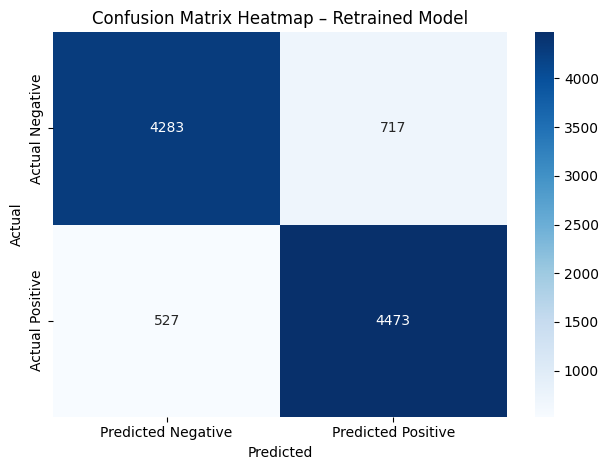 Confusion Matrix Heatmap – Retrained Model
Actual
Actual Negative
Actual Positive
4283 717
527 4473
Predicted Negative Predicted Positive
Predicted
4000
3500
3000
2500
2000
1500
1000